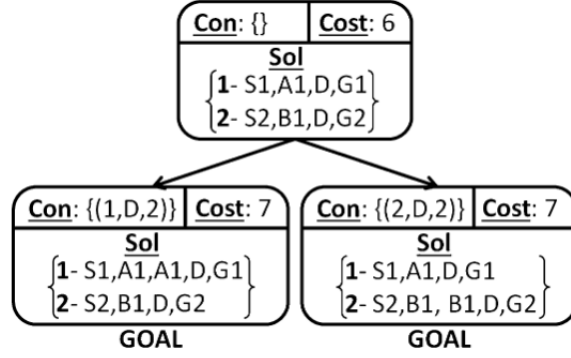 Con: {} Cost: 6
Sol
1- S1,A1,D,G1
2- S2,B1,D,G2
Con: {(1,D,2)} Cost: 7
Sol
1- S1,A1,A1,D,G1
2- S2,B1,D,G2
GOAL
Con: {(2,D,2)} Cost: 7
Sol
1- S1,A1,D,G1
2- S2,B1, B1,D,G2
GOAL